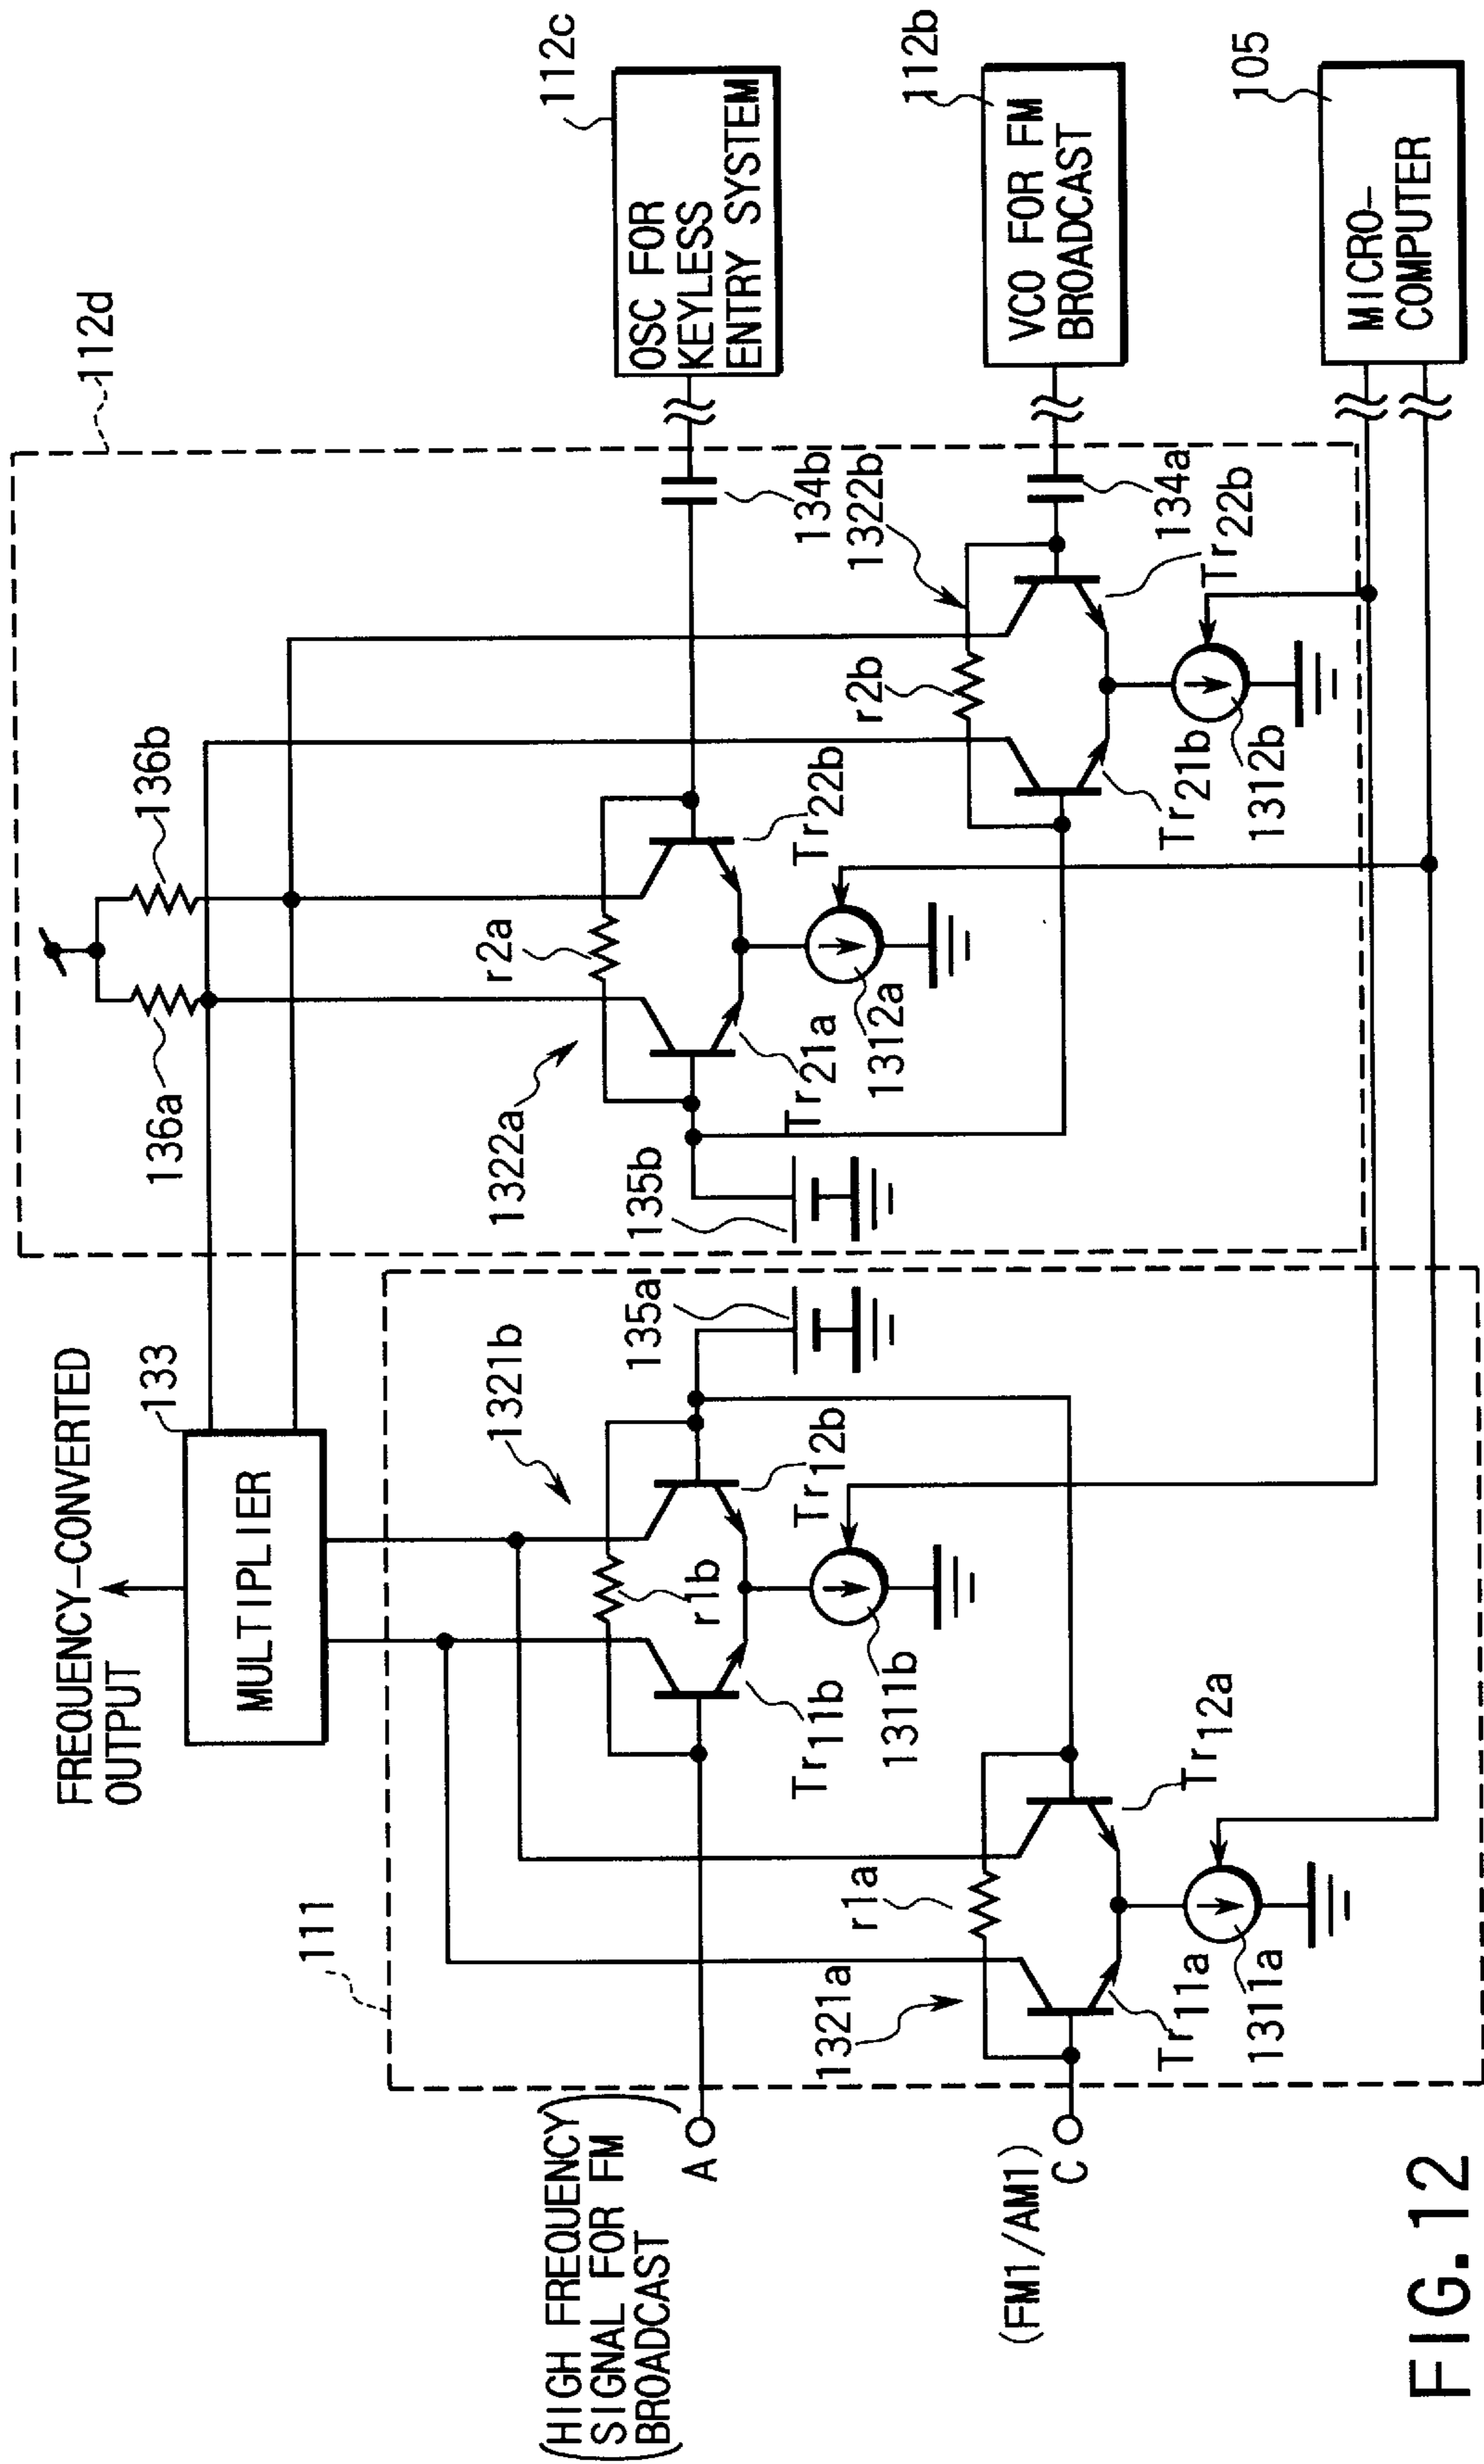 FREQUENCY-CONVERTED
OUTPUT
133
MULTIPLIER
136a
136b
112d
111
1321b
1322a
r2a
112c
OSC FOR
KEYLESS
ENTRY SYSTEM
(HIGH FREQUENCY
SIGNAL FOR FM
BROADCAST)
A
r1b
Tr11b
1311b
Tr12b
135a
135b
Tr21a
1312a
Tr22b
134b
1322b
r2b
112b
VCO FOR FM
BROADCAST
(FM1/AM1)
C
1321a
r1a
Tr11a
1311a
Tr12a
Tr21b
1312b
134a
Tr22b
105
MICRO-
COMPUTER
FIG.12